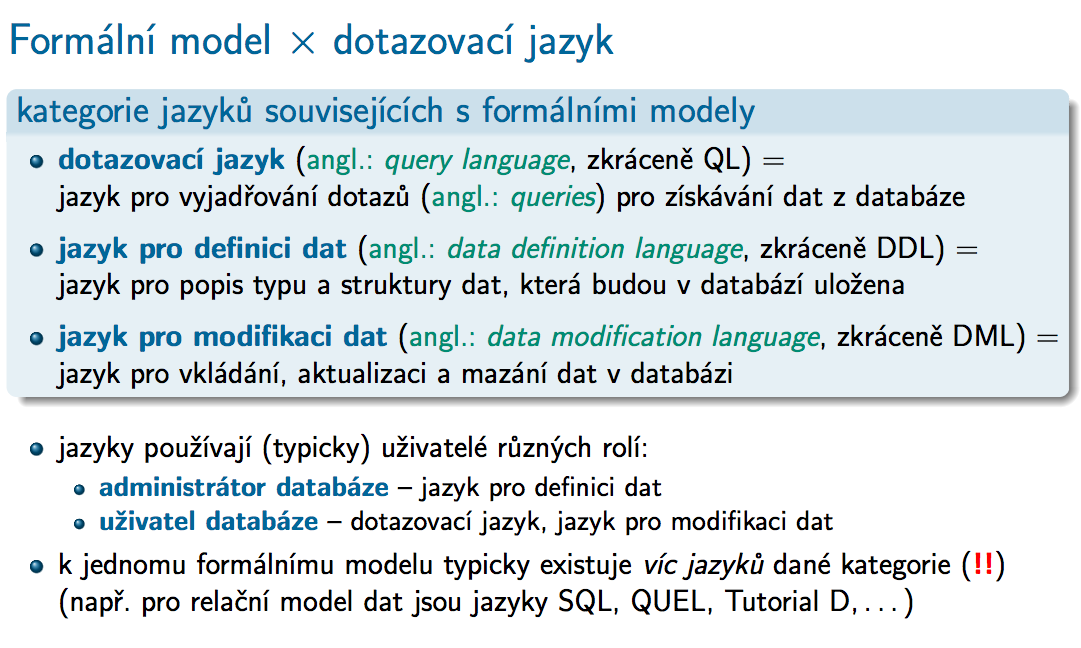 Formální model × dotazovací jazyk
kategorie jazyků souvisejících s formálními modely
dotazovací jazyk (angl.: query language, zkráceně QL) =
jazyk pro vyjadřování dotazů (angl.: queries) pro získávání dat z databáze
jazyk pro definici dat (angl.: data definition language, zkráceně DDL) =
jazyk pro popis typu a struktury dat, která budou v databází uložena
jazyk pro modifikaci dat (angl.: data modification language, zkráceně DML) =
jazyk pro vkládání, aktualizaci a mazání dat v databázi
jazyky používají (typicky) uživatelé různých rolí:
administrátor databáze – jazyk pro definici dat
uživatel databáze – dotazovací jazyk, jazyk pro modifikaci dat
k jednomu formálnímu modelu typicky existuje víc jazyků dané kategorie (!!)
(např. pro relační model dat jsou jazyky SQL, QUEL, Tutorial D,...)